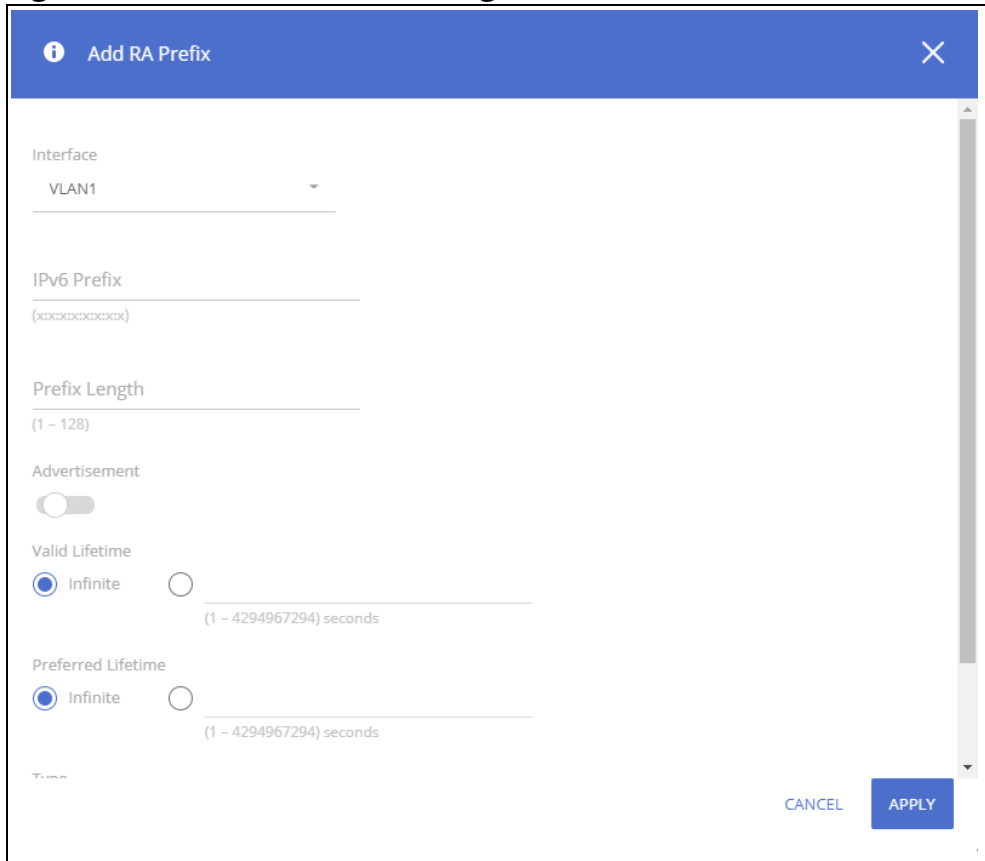 Add RA Prefix
Interface
VLAN1
IPv6 Prefix
(x:x:x:x:x:x:x:x)
Prefix Length
(1 – 128)
Advertisement
Valid Lifetime
Infinite
(1 – 4294967294) seconds
Preferred Lifetime
Infinite
(1 – 4294967294) seconds
CANCEL APPLY